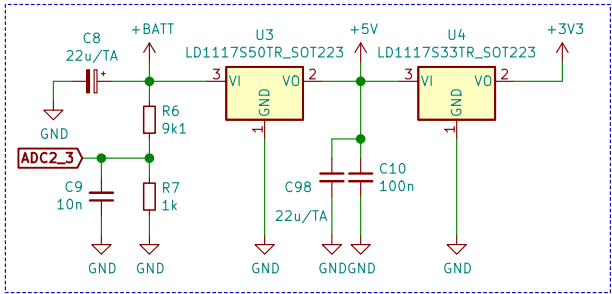 C8
22u/TA
+
+BATT
U3
LD1117S50TR_SOT223
3
VI
VO
2
GND
1
+5V
U4
LD1117S33TR_SOT223
3
VI
VO
2
GND
1
+3V3
GND
R6
9k1
ADC2_3
C9
10n
R7
1k
C98
22u/TA
C10
100n
GND
GND
GND
GND
GND
GND